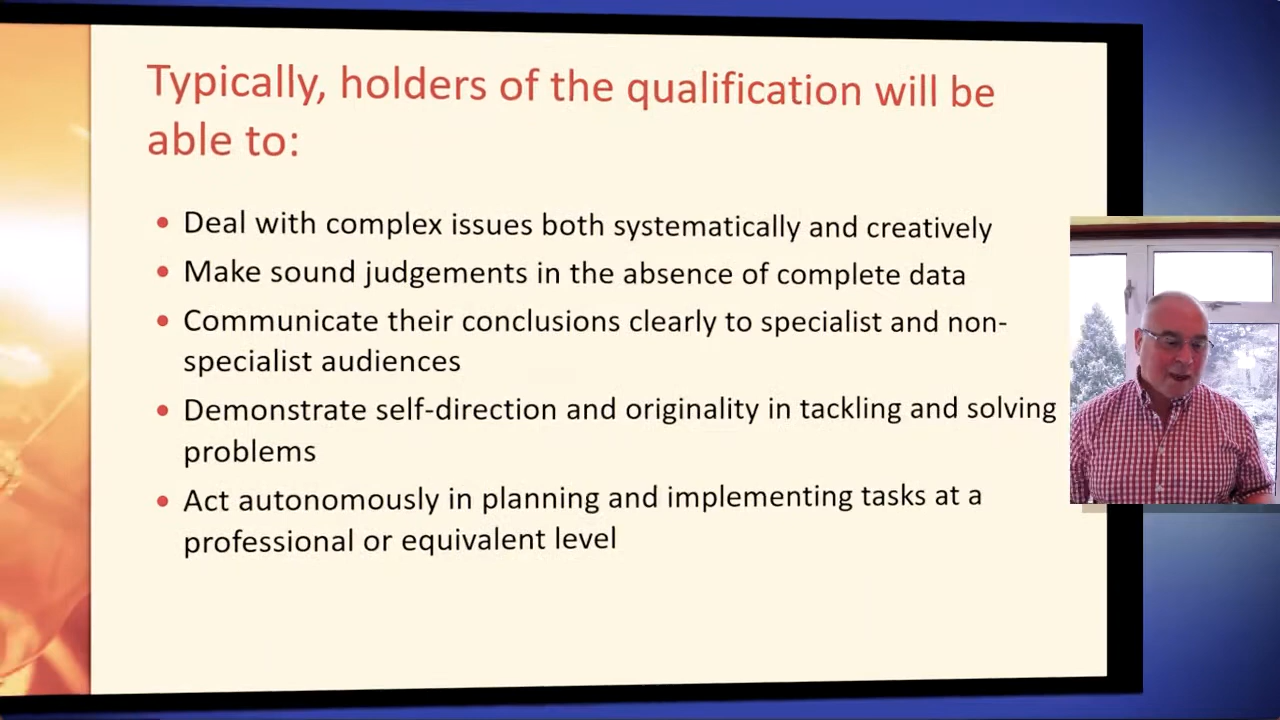 Typically, holders of the qualification will be
able to:
• Deal with complex issues both systematically and creatively
• Make sound judgements in the absence of complete data
• Communicate their conclusions clearly to specialist and non-
specialist audiences
• Demonstrate self-direction and originality in tackling and solving
problems
• Act autonomously in planning and implementing tasks at a
professional or equivalent level